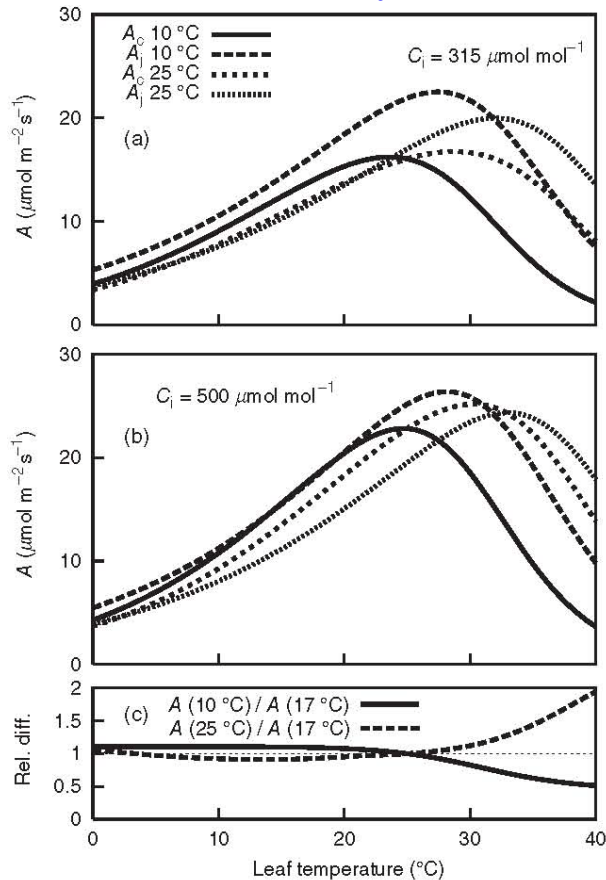 A_c 10 °C
A_j 10 °C
A_c 25 °C
A_j 25 °C
C_i = 315 μmol mol⁻¹
(a)
A (μmol m⁻² s⁻¹)
30
20
10
0
C_i = 500 μmol mol⁻¹
(b)
A (μmol m⁻² s⁻¹)
30
20
10
0
(c)
A (10 °C) / A (17 °C)
A (25 °C) / A (17 °C)
Rel. diff.
2
1.5
1
0.5
0
0 10 20 30 40
Leaf temperature (°C)